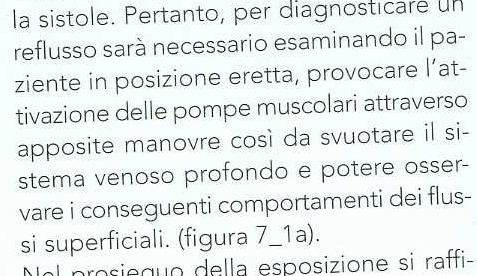 la sistole. Pertanto, per diagnosticare un
reflusso sarà necessario esaminando il pa-
ziente in posizione eretta, provocare l'at-
tivazione delle pompe muscolari attraverso
apposite manovre così da svuotare il si-
stema venoso profondo e potere osser-
vare i conseguenti comportamenti dei flus-
si superficiali. (figura 7_1a).
Nel prosieguo della esposizione si raffi-